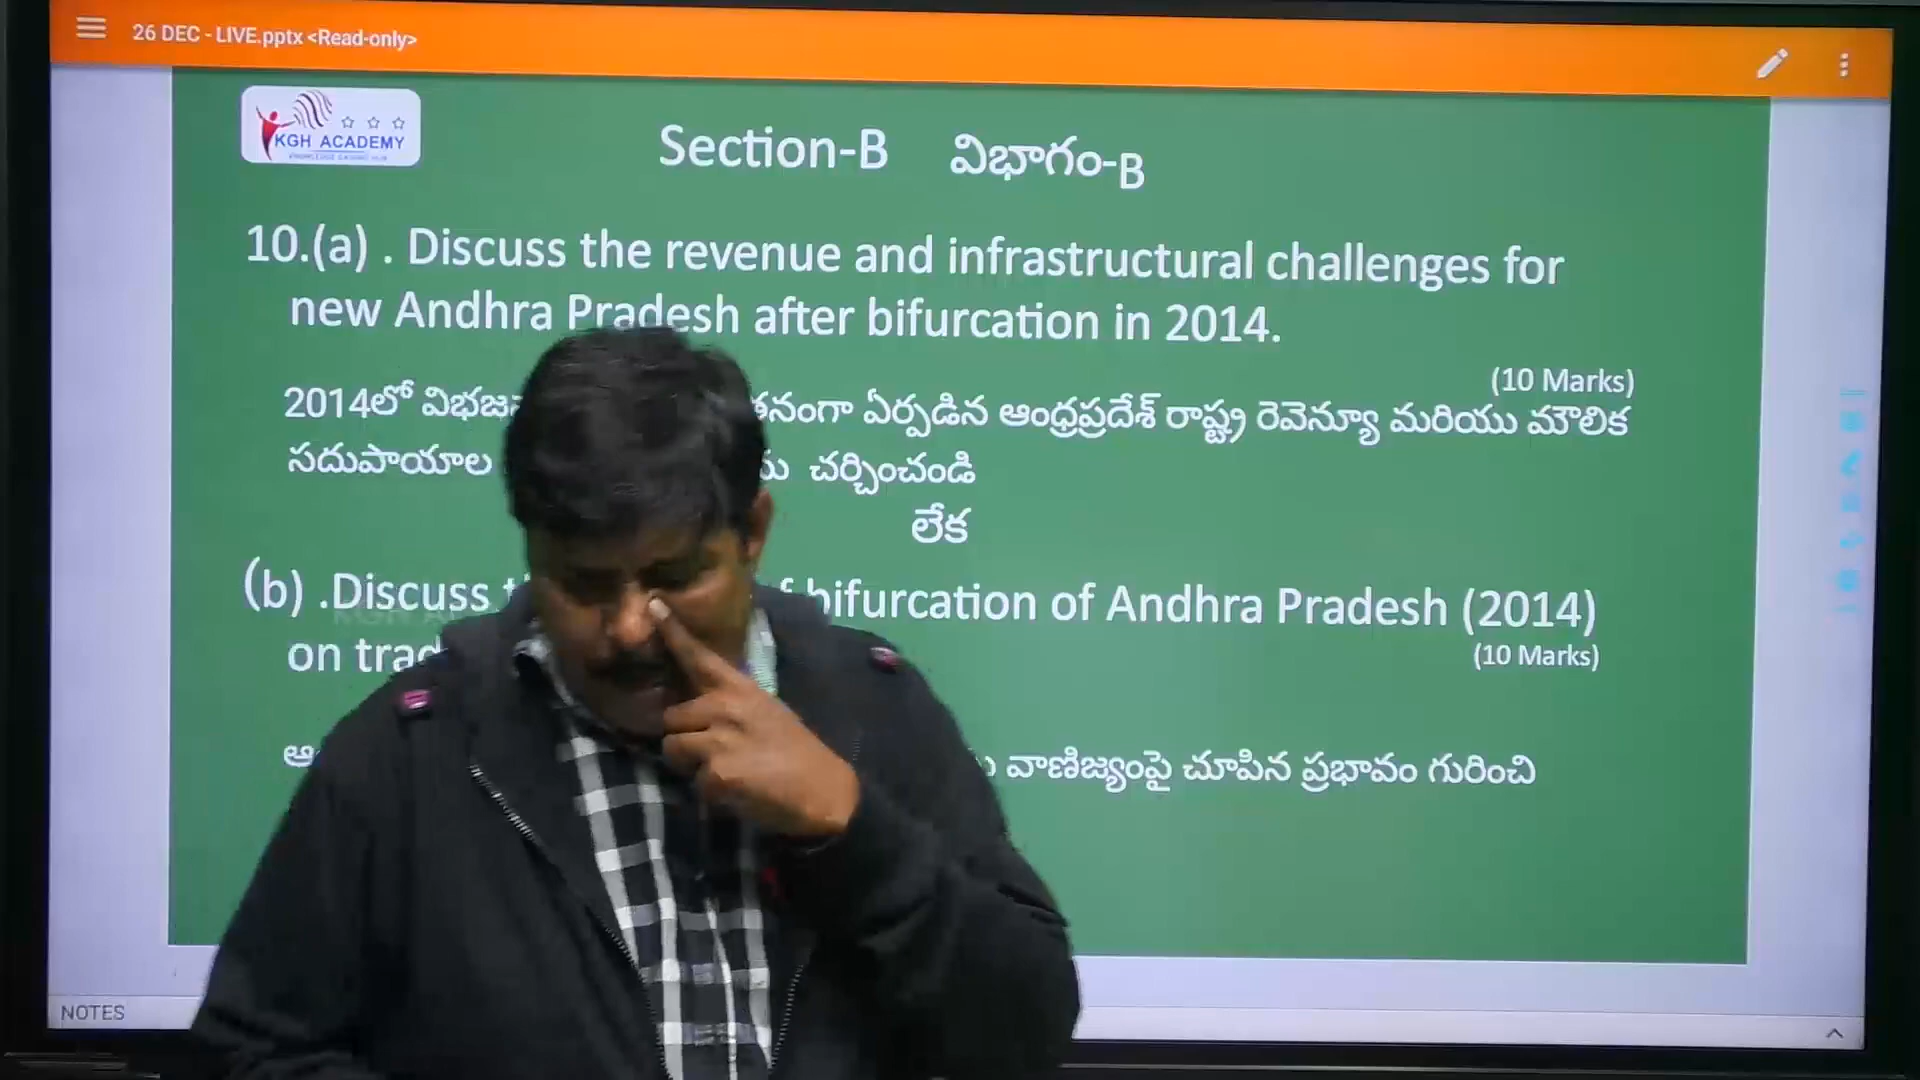 26 DEC - LIVE.pptx <Read-only>
KGH ACADEMY
Section-B విభాగం-B
10.(a) . Discuss the revenue and infrastructural challenges for
new Andhra Pradesh after bifurcation in 2014.
(10 Marks)
2014లో ఏర్పడిన ఆంధ్రప్రదేశ్ రాష్ట్ర రెవెన్యూ మరియు మౌలిక
సదుపాయాల చర్చించండి
లేక
(b) .Discuss bifurcation of Andhra Pradesh (2014)
on
(10 Marks)
వాణిజ్యంపై చూపిన ప్రభావం గురించి
NOTES